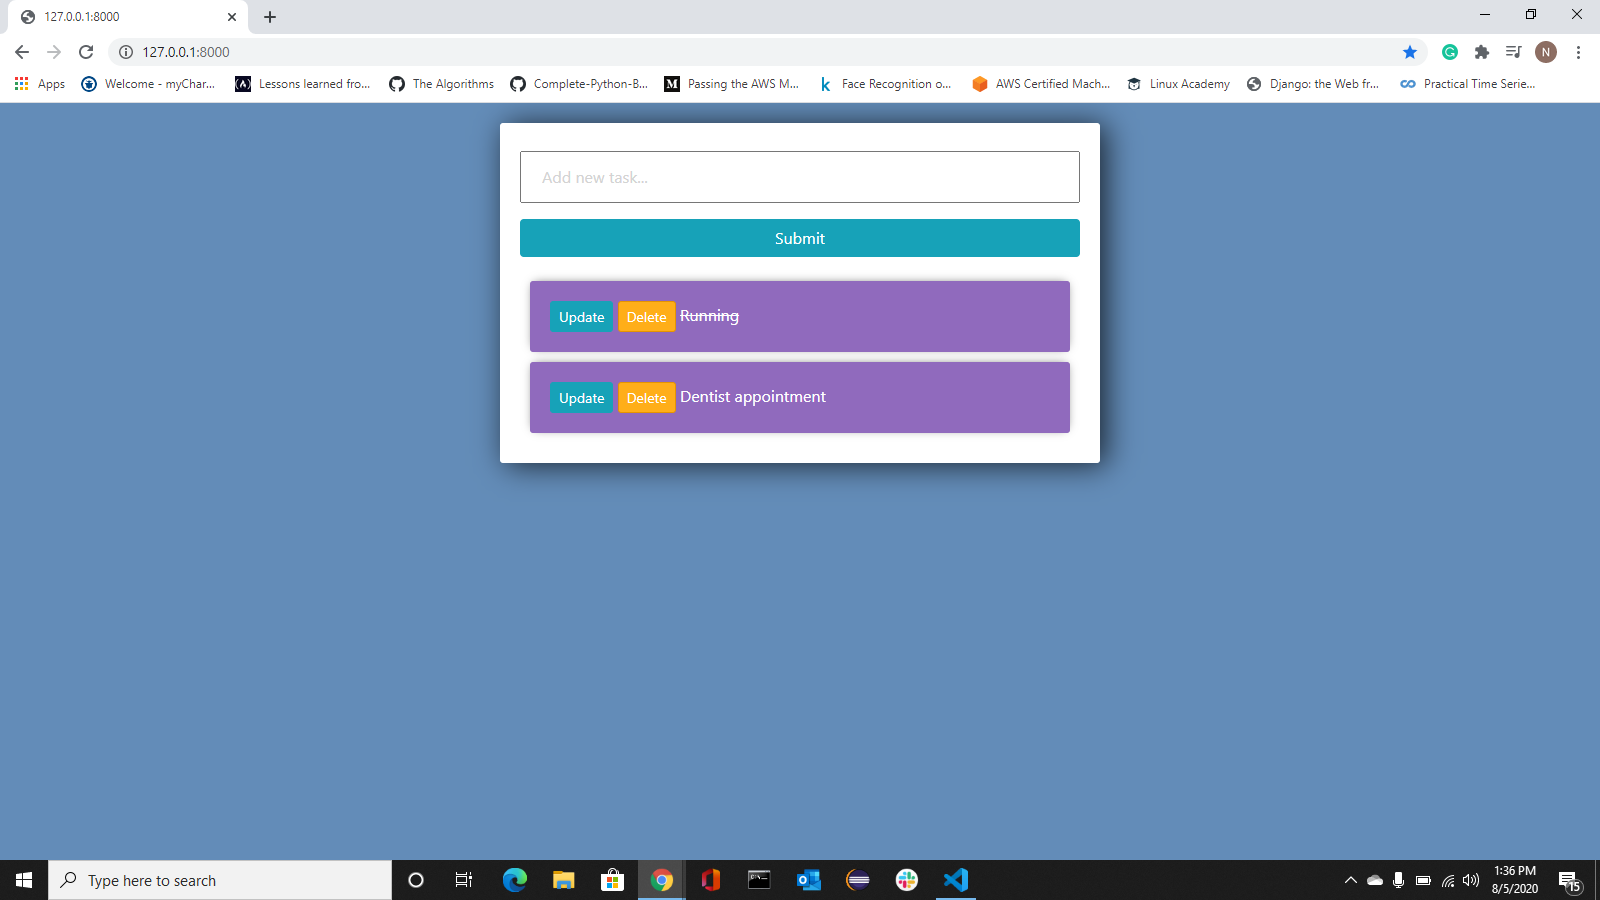 127.0.0.1:8000
127.0.0.1:8000
N
Apps Welcome - myChar... Lessons learned fro... The Algorithms Complete-Python-B... Passing the AWS M... Face Recognition o... AWS Certified Mach... Linux Academy Django: the Web fr... Practical Time Serie...
Add new task...
Submit
Update Delete Running
Update Delete Dentist appointment
Type here to search
1:36 PM
8/5/2020
15